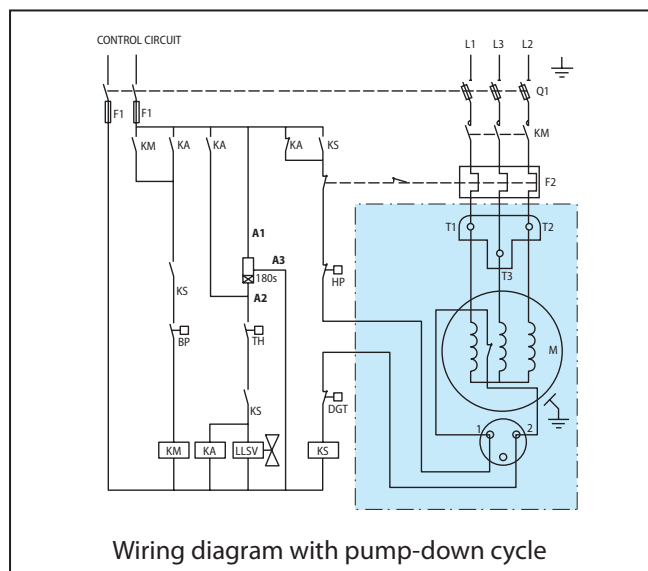 CONTROL CIRCUIT
L1 L3 L2
F1 F1 Q1
KM KA KA KA KS KM
F2
A1
T1 T2
A3
180s HP T3
A2
KS
BP TH M
KS DGT
1 2
KM KA LLSV KS
Wiring diagram with pump-down cycle